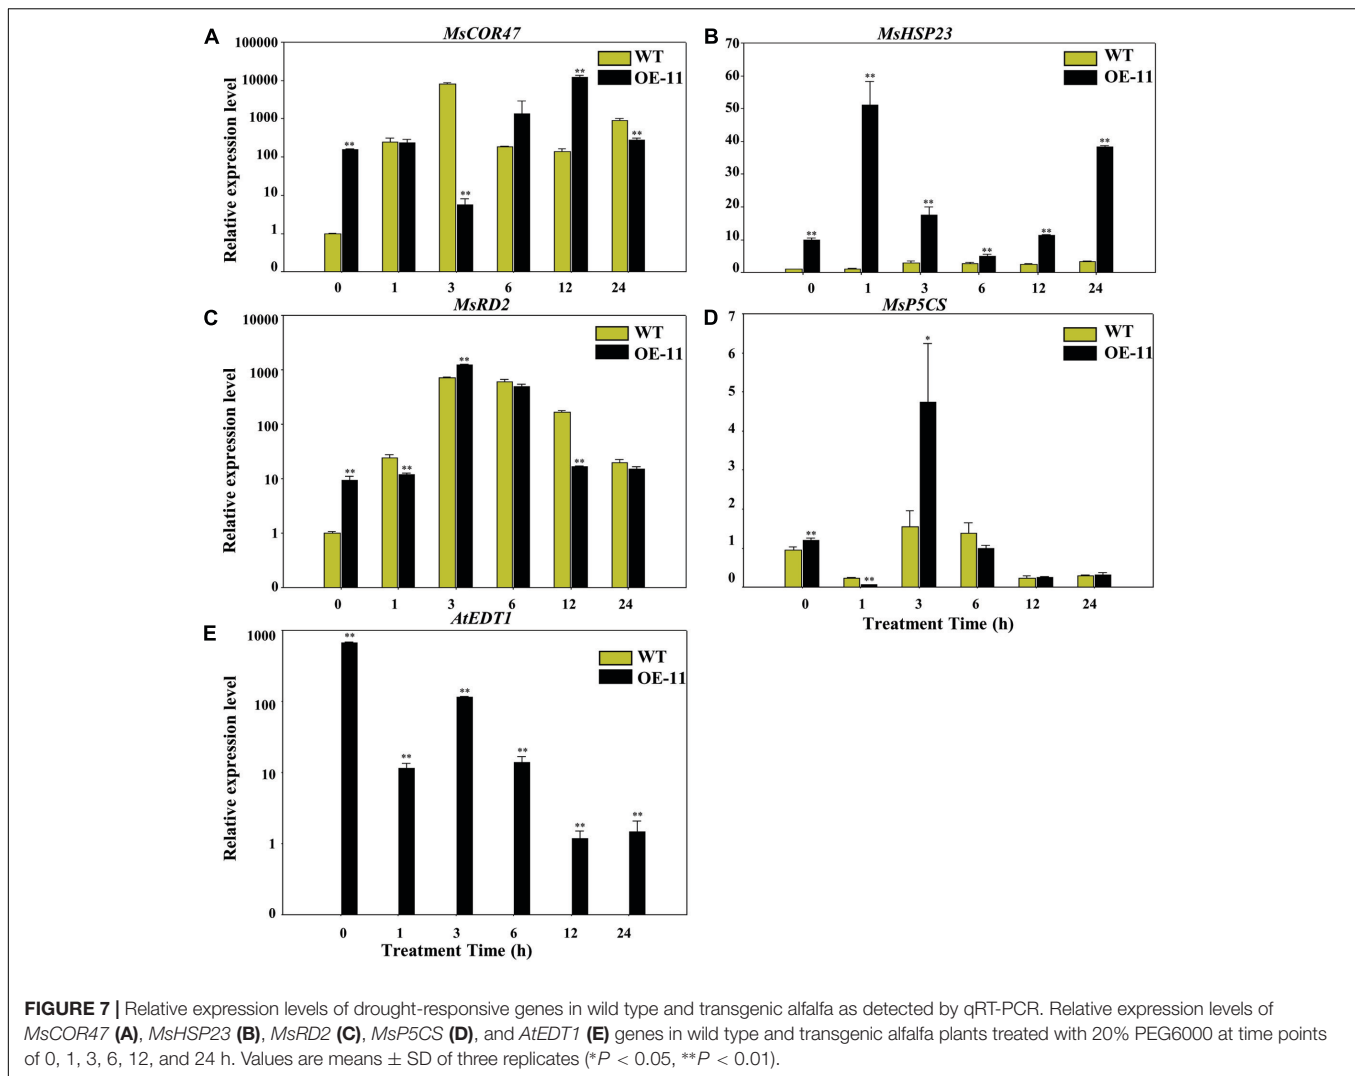 A
MsCOR47
Relative expression level
100000
10000
1000
100
10
1
0
WT
OE-11
**
**
**
**
0 1 3 6 12 24
B
MsHSP23
70
60
50
40
30
20
10
0
WT
OE-11
**
**
**
**
**
**
0 1 3 6 12 24
C
MsRD2
Relative expression level
10000
1000
100
10
1
0
WT
OE-11
**
**
**
**
0 1 3 6 12 24
D
MsP5CS
7
6
5
4
3
2
1
0
WT
OE-11
**
**
*
0 1 3 6 12 24
Treatment Time (h)
E
AtEDT1
Relative expression level
1000
100
10
1
0
WT
OE-11
**
**
**
**
**
**
0 1 3 6 12 24
Treatment Time (h)
FIGURE 7 | Relative expression levels of drought-responsive genes in wild type and transgenic alfalfa as detected by qRT-PCR. Relative expression levels of
MsCOR47 (A), MsHSP23 (B), MsRD2 (C), MsP5CS (D), and AtEDT1 (E) genes in wild type and transgenic alfalfa plants treated with 20% PEG6000 at time points
of 0, 1, 3, 6, 12, and 24 h. Values are means ± SD of three replicates (*P < 0.05, **P < 0.01).